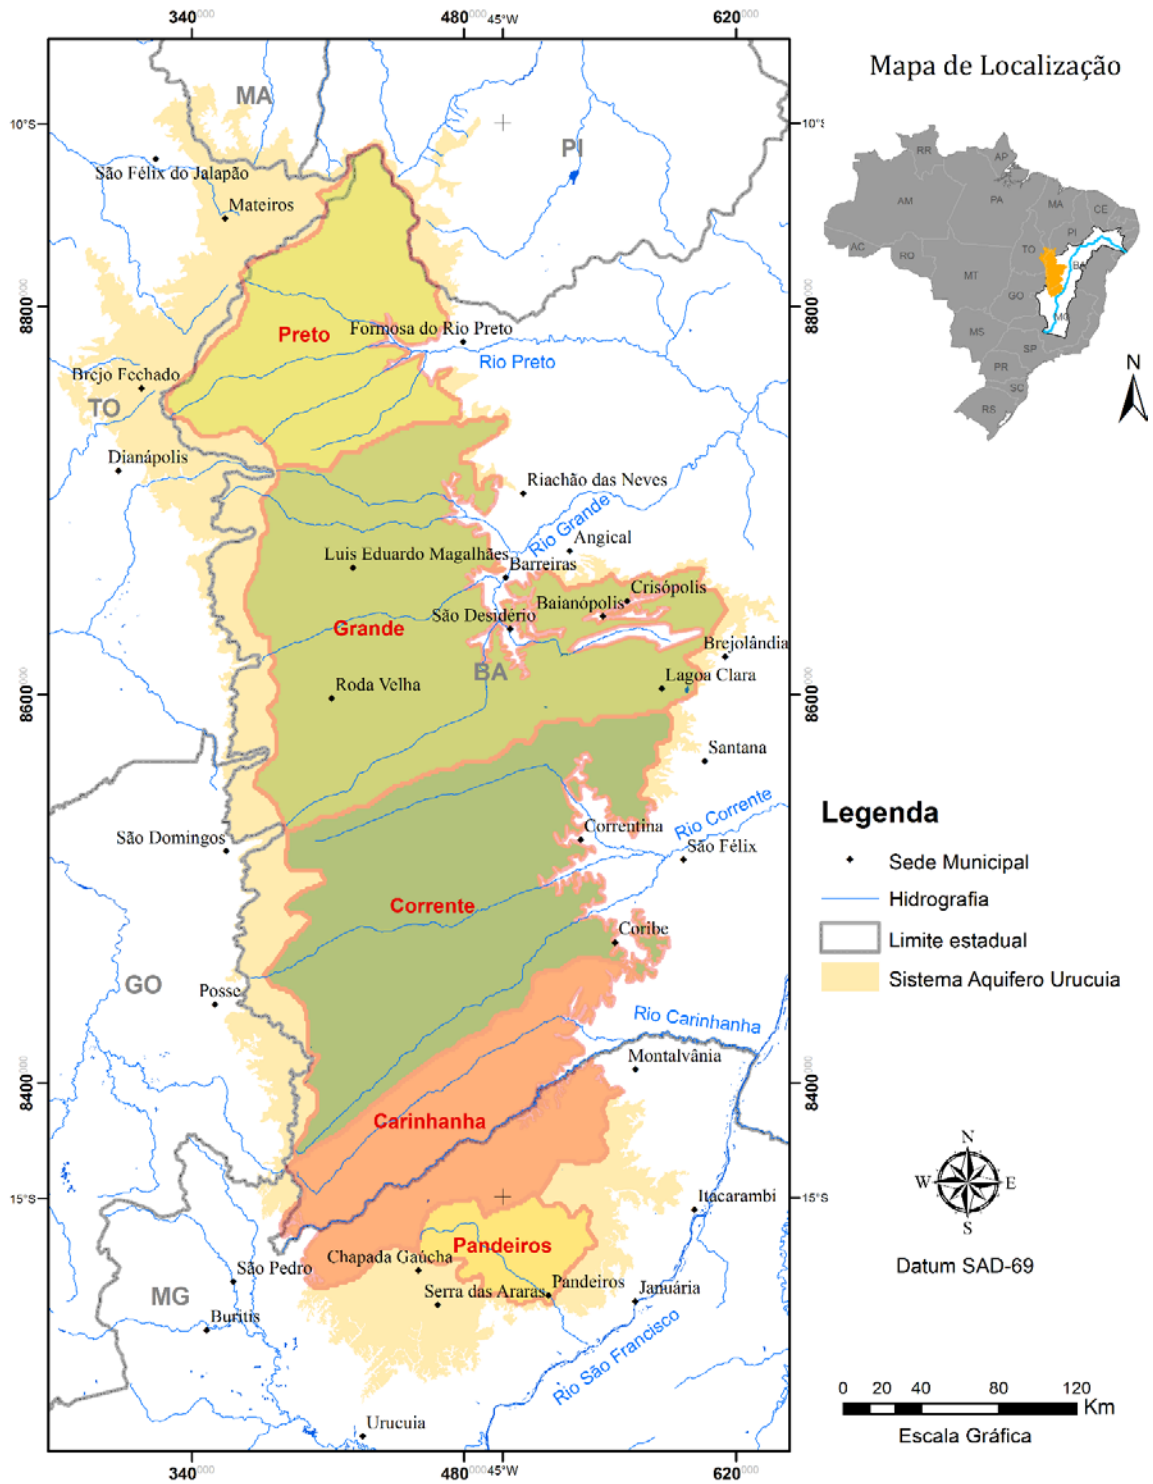 340000
480000
45°W
620000
Mapa de Localização
MA
PI
10°S
10°S
São Félix do Jalapão
Mateiros
RR
AP
AM
PA
MA
CE
PI
AC
RO
TO
BA
MT
GO
MG
MS
SP
PR
SC
RS
N
8800000
8800000
Preto
Formosa do Rio Preto
Rio Preto
Brejo Fechado
TO
Dianápolis
Riachão das Neves
Rio Grande
Angical
Luis Eduardo Magalhães
Barreiras
Crisópolis
Baianópolis
São Desidério
Grande
Brejolândia
BA
Lagoa Clara
Roda Velha
8600000
8600000
Santana
Rio Corrente
Correntina
São Domingos
São Félix
Corrente
Coribe
GO
Posse
Rio Carinhanha
Montalvânia
8400000
8400000
Carinhanha
15°S
15°S
Itacarambi
Pandeiros
Chapada Gaúcha
São Pedro
Pandeiros
Serra das Araras
Januária
MG
Buritis
Rio São Francisco
Urucuia
340000
480000
45°W
620000
Legenda
Sede Municipal
Hidrografia
Limite estadual
Sistema Aquifero Urucuia
N
W
E
S
Datum SAD-69
0 20 40 80 120
Km
Escala Gráfica